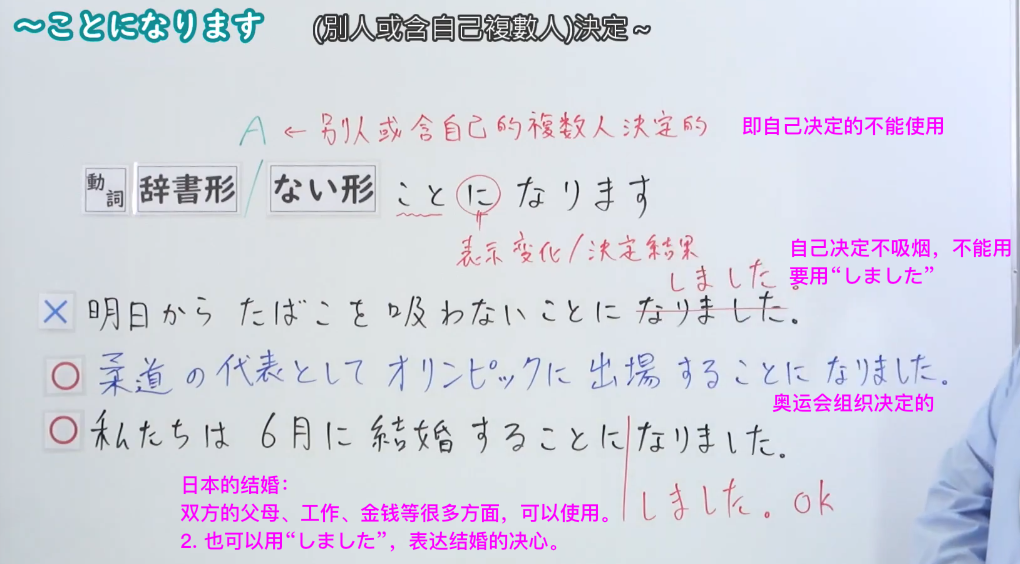 ～ことになります (別人或含自己複數人)決定～
A ← 別人或含自己的複数人決定的 即自己决定的不能使用
動詞 辞書形 / ない形 ことになります
表示変化/決定結果
自己决定不吸烟，不能用
要用“しました”
しました。
× 明日から たばこを 吸わないことに なりました。
○ 柔道の代表として オリンピックに 出場することに なりました。
奥运会组织决定的
○ 私たちは 6月に 結婚することに なりました。
しました。ok
日本的结婚：
双方的父母、工作、金钱等很多方面，可以使用。
2. 也可以用“しました”，表达结婚的决心。